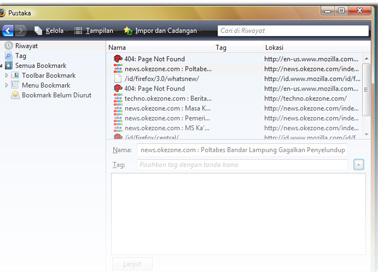 Pustaka
Kelola Tampilan Impor dan Cadangan Cari di Riwayat
Riwayat
Tag
Semua Bookmark
Toolbar Bookmark
Menu Bookmark
Bookmark Belum Diurut
Nama Tag Lokasi
404: Page Not Found http://en-us.www.mozilla.com...
news.okezone.com : Poltabe... http://news.okezone.com/inde...
/id/firefox/3.0/whatsnew/ http://id.www.mozilla.com/id/f...
404: Page Not Found http://en-us.www.mozilla.com...
techno.okezone.com : Berita... http://techno.okezone.com/
news.okezone.com : Masa K... http://news.okezone.com/inde...
news.okezone.com : Pemeri... http://news.okezone.com/inde...
news.okezone.com : MS Ka'... http://news.okezone.com/inde...
/id/firefox/central/ http://id.www.mozilla.com/id/f...
Name: news.okezone.com : Poltabes Bandar Lampung Gagalkan Penyelundup
Tag: Pisahkan tag dengan tanda koma
Lanjut